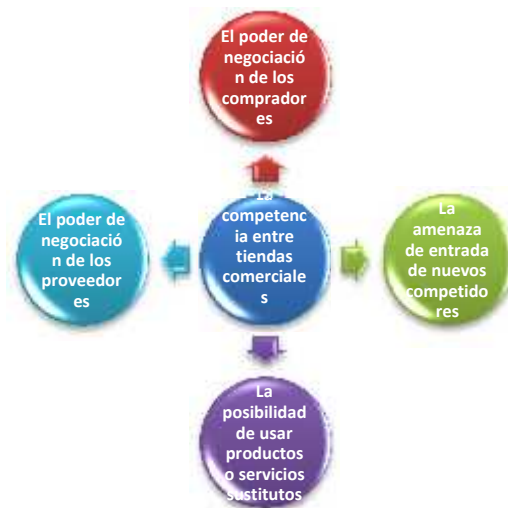 El poder de
negociació
n de los
comprador
es
El poder de
negociació
n de los
proveedor
es
La
competenc
ia entre
tiendas
comerciale
s
La
amenaza
de entrada
de nuevos
competido
res
La
posibilidad
de usar
productos
o servicios
sustitutos